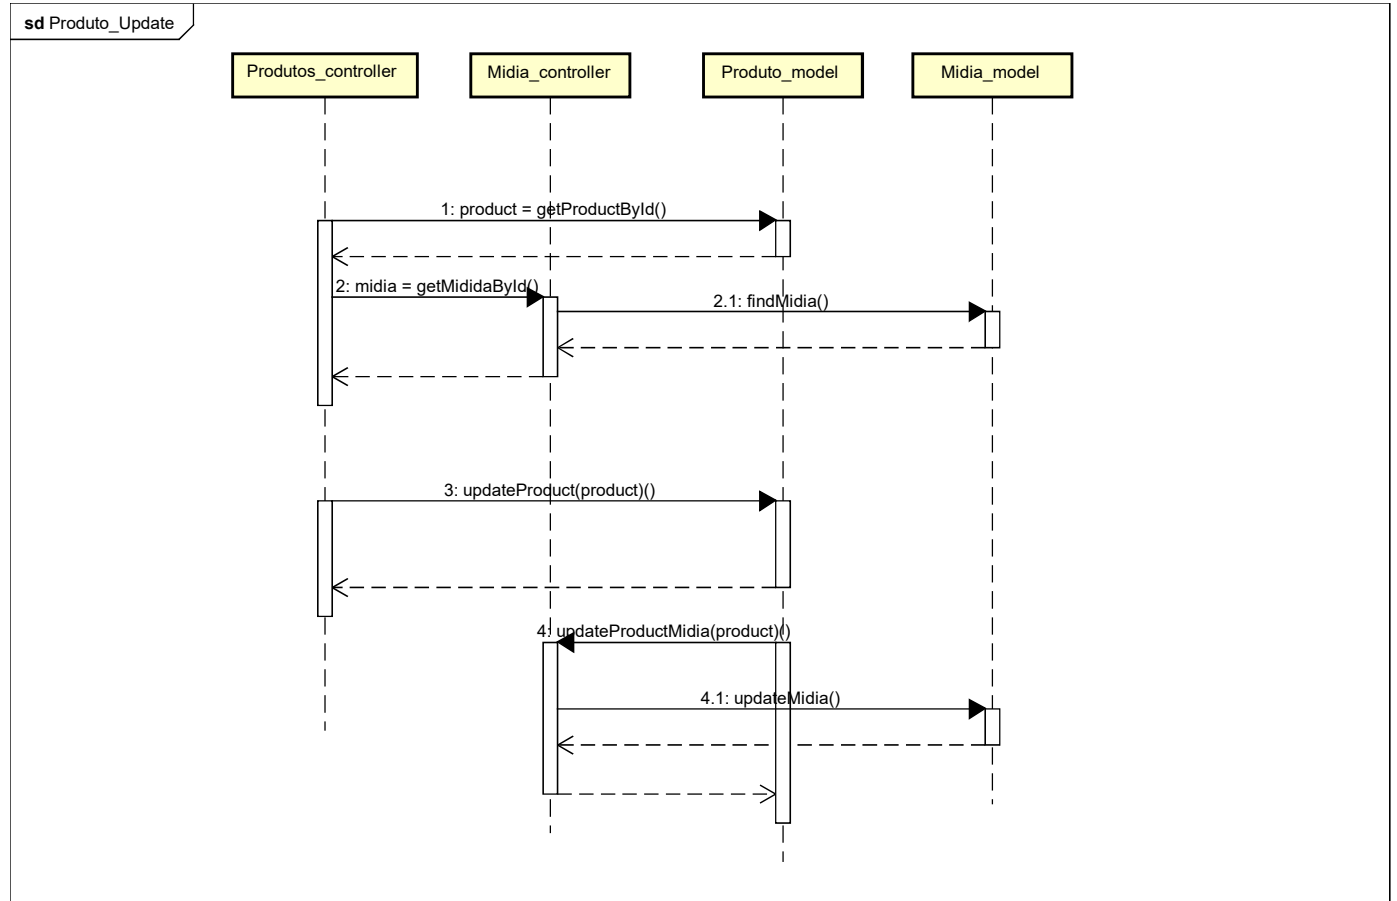 sd Produto_Update
Produtos_controller
Midia_controller
Produto_model
Midia_model
1: product = getProductById()
2: midia = getMididaById()
2.1: findMidia()
3: updateProduct(product)()
4: updateProductMidia(product)()
4.1: updateMidia()